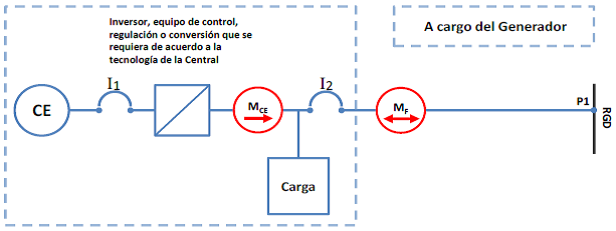 Inversor, equipo de control,
regulación o conversión que se
requiera de acuerdo a la
tecnología de la Central
A cargo del Generador
I1
I2
CE
MCE
MF
P1
RGD
Carga